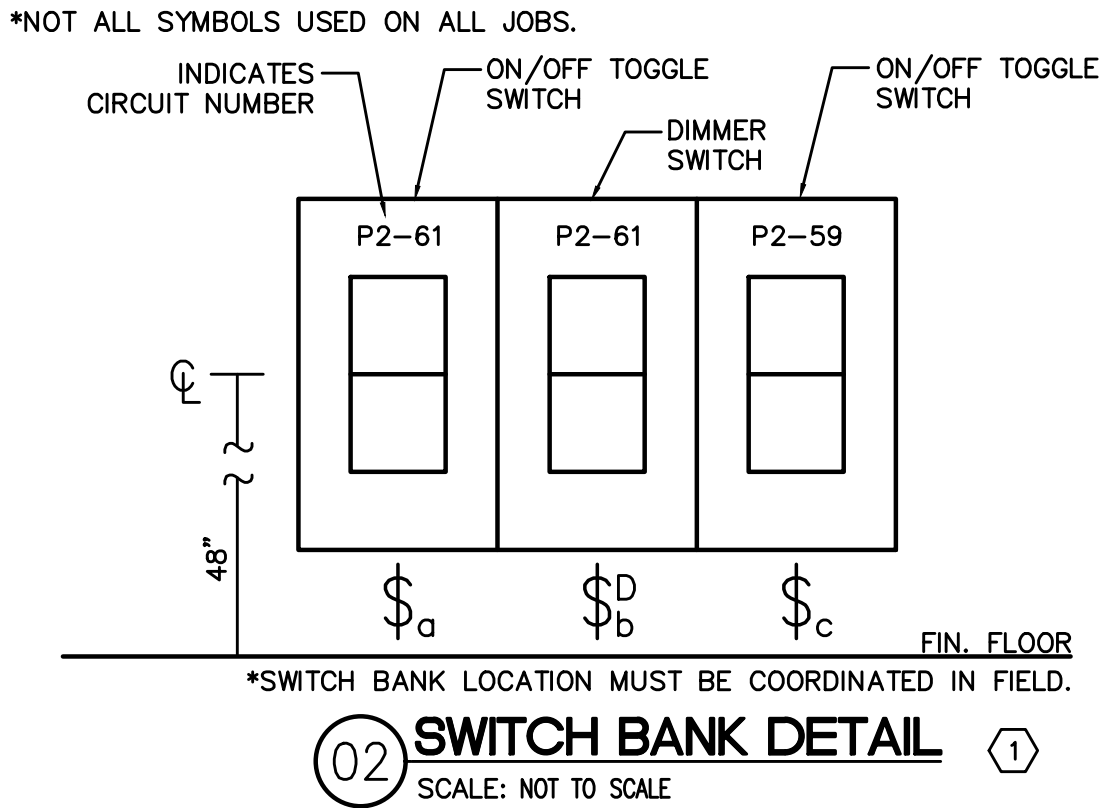 *NOT ALL SYMBOLS USED ON ALL JOBS.
INDICATES
CIRCUIT NUMBER
ON/OFF TOGGLE
SWITCH
DIMMER
SWITCH
ON/OFF TOGGLE
SWITCH
P2-61
P2-61
P2-59
℄
48"
$a
$D b
$c
FIN. FLOOR
*SWITCH BANK LOCATION MUST BE COORDINATED IN FIELD.
02 SWITCH BANK DETAIL
1
SCALE: NOT TO SCALE